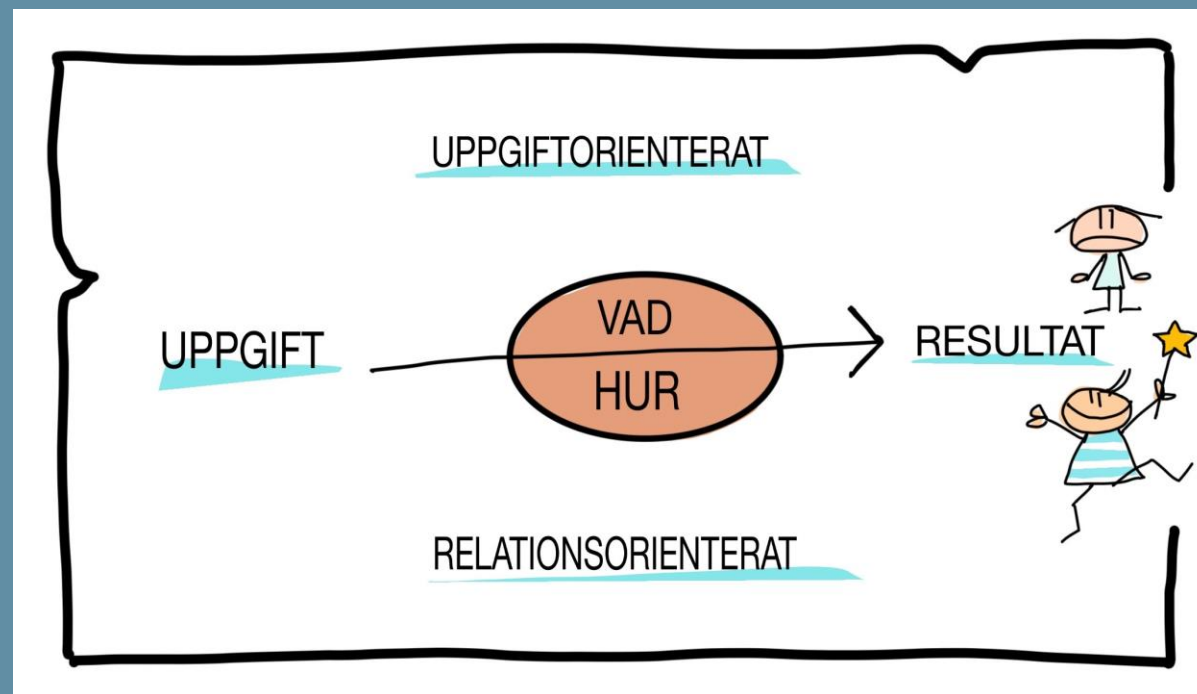 UPPGIFTORIENTERAT
UPPGIFT
VAD
HUR
RESULTAT
RELATIONSORIENTERAT